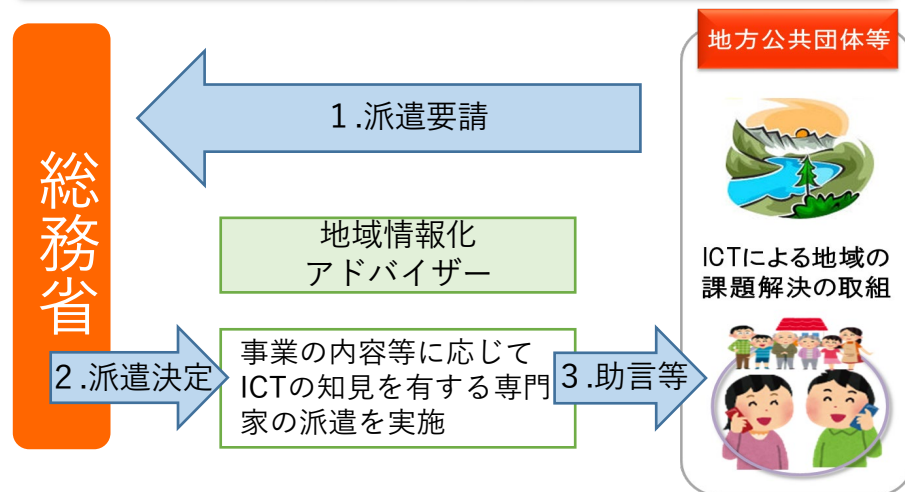 地方公共団体等
1.派遣要請
総務省
地域情報化
アドバイザー
ICTによる地域の
課題解決の取組
2.派遣決定
事業の内容等に応じて
ICTの知見を有する専門
家の派遣を実施
3.助言等